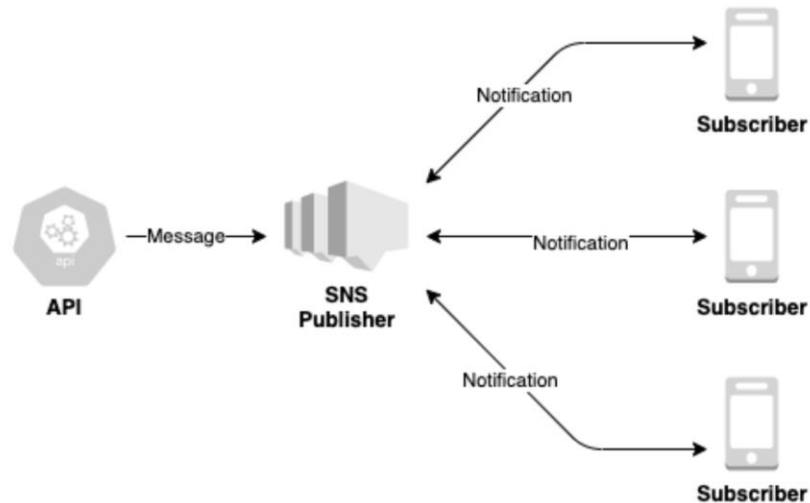 Notification
Subscriber
Message
api
API
SNS
Publisher
Notification
Subscriber
Notification
Subscriber